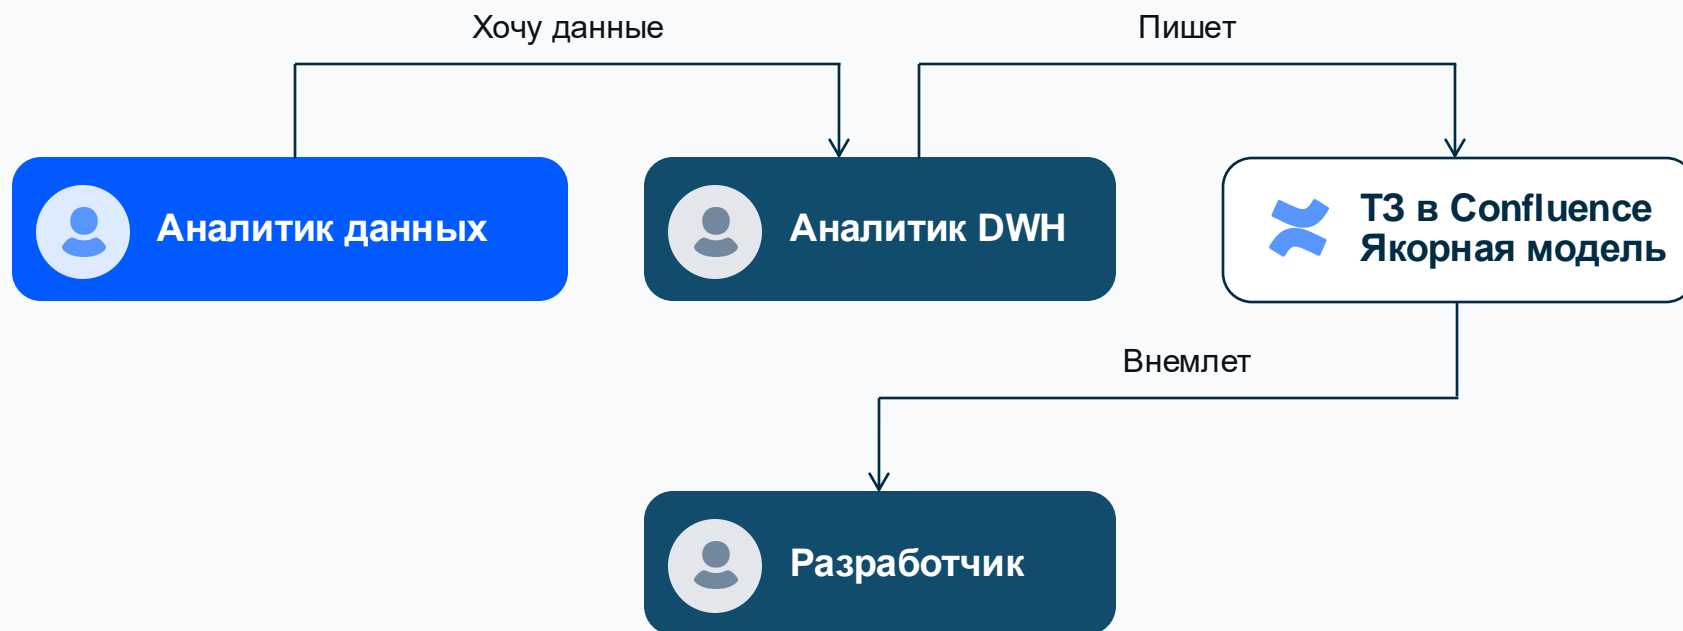 Хочу данные
Пишет
Аналитик данных
Аналитик DWH
ТЗ в Confluence
Якорная модель
Внемлет
Разработчик